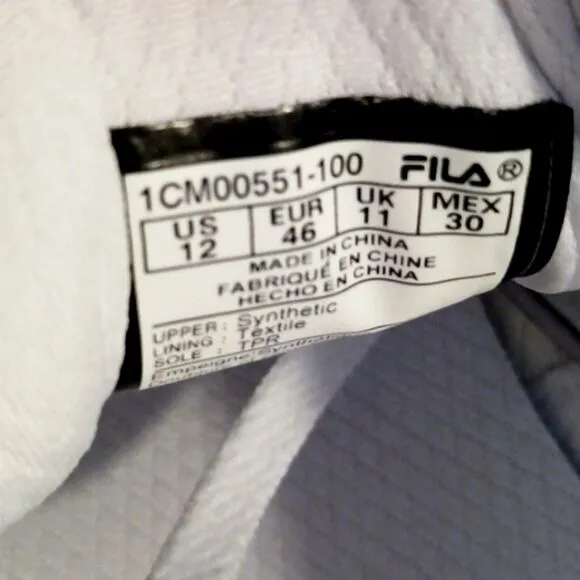 1CM00551-100 FILA®
US EUR UK MEX
12 46 11 30
MADE IN CHINA
FABRIQUÉ EN CHINE
HECHO EN CHINA
UPPER : Synthetic
LINING : Textile
SOLE : TPR
Empeigne: